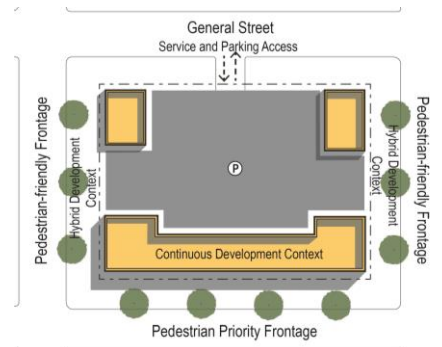 General Street
Service and Parking Access
Pedestrian-friendly Frontage
Hybrid Development
Context
P
Hybrid Development
Context
Pedestrian-friendly Frontage
Continuous Development Context
Pedestrian Priority Frontage